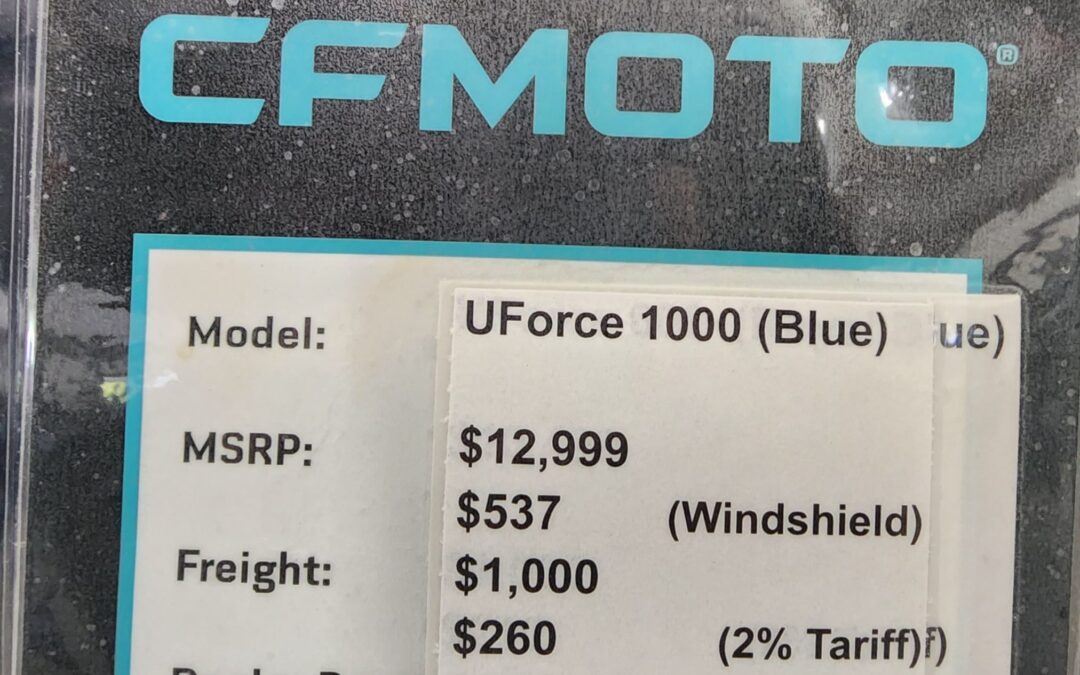 CFMOTO®
Model: UForce 1000 (Blue) ue)
MSRP: $12,999
$537 (Windshield)
Freight: $1,000
$260 (2% Tariff) f)